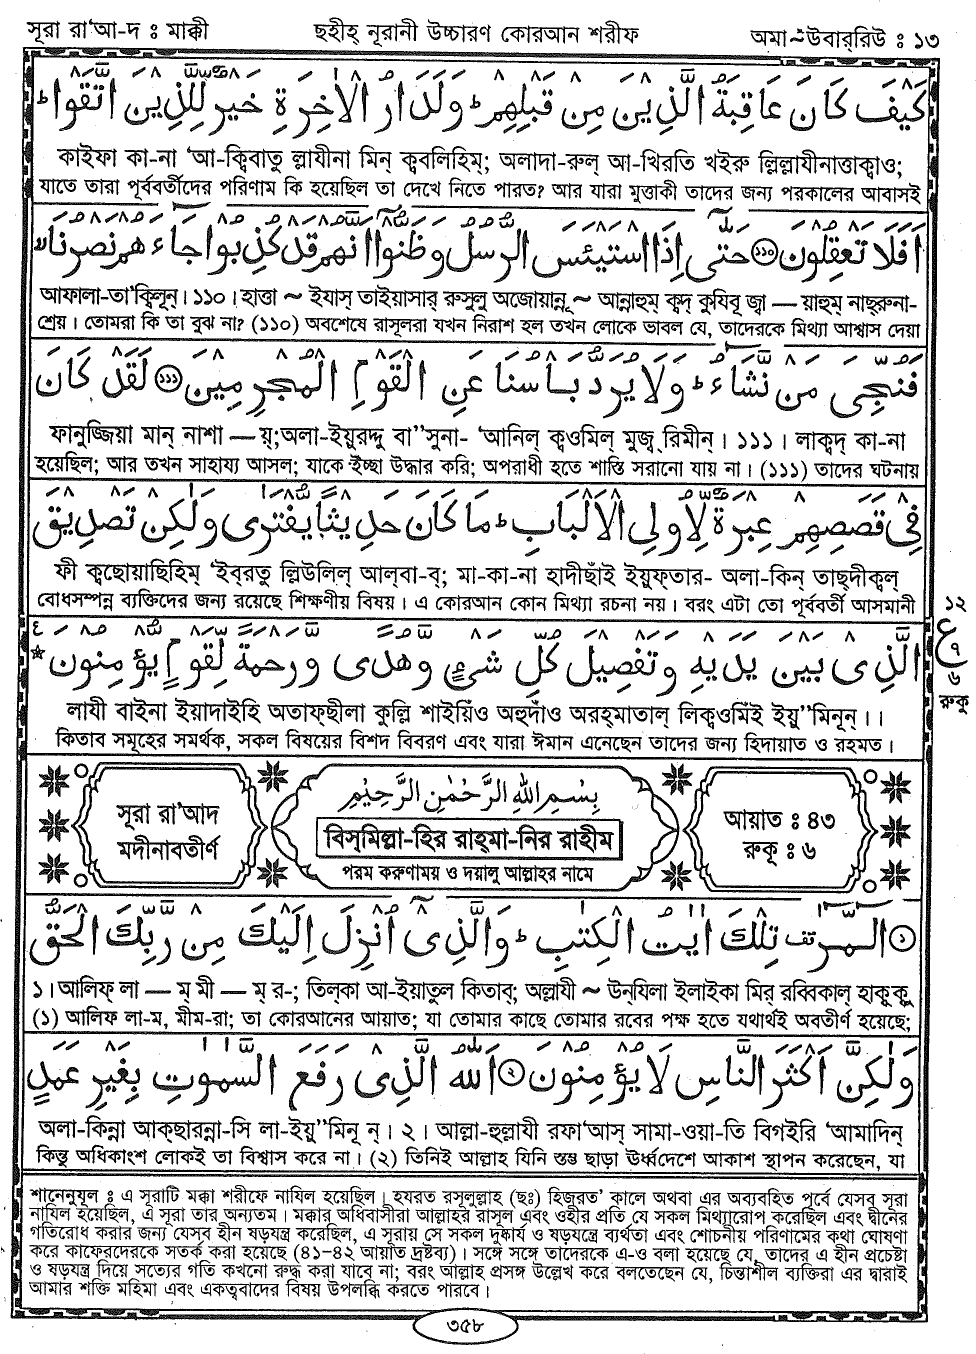 সূরা রা'আ-দ ঃ মাক্কী
ছহীহ্ নূরানী উচ্চারণ কোরআন শরীফ
অমা-উবার্‌রিউ ঃ ১৩
كَيْفَ كَانَ عَاقِبَةُ الَّذِيْنَ مِنْ قَبْلِهِمْ ؕ وَلَدَارُ الْاٰخِرَةِ خَيْرٌ لِّلَّذِيْنَ اتَّقَوْا ؕ
কাইফা কা-না 'আ-ক্বিবাতু ল্লাযীনা মিন্ ক্বলিহিম্; অলাদা-রুল্ আ-খিরতি খইরু ল্লিল্লাযীনাত্তাক্বাও;
যাতে তারা পূর্ববর্তীদের পরিণাম কি হয়েছিল তা দেখে নিতে পারত? আর যারা মুত্তাকী তাদের জন্য পরকালের আবাসই
اَفَلَا تَعْقِلُوْنَ ﴿۱۱۰﴾ حَتّٰۤى اِذَا اسْتَيْـَٔسَ الرُّسُلُ وَظَنُّوْۤا اَنَّهُمْ قَدْ كُذِبُوْا جَآءَهُمْ نَصْرُنَا ۙ
আফালা-তা'ক্বিলূন্। ১১০। হাত্তা ~ ইযাস্ তাইয়াসার্ রুসুলু অজোয়ান্নূ ~ আন্নাহুম্ ক্বদ্ কুযিবূ জ্বা — য়াহুম্ নাছ্‌রুনা-
শ্রেয়। তোমরা কি তা বুঝ না? (১১০) অবশেষে রাসূলরা যখন নিরাশ হল তখন লোকে ভাবল যে, তাদেরকে মিথ্যা আশ্বাস দেয়া
فَنُجِّىَ مَنْ نَّشَآءُ ؕ وَلَا يُرَدُّ بَاْسُنَا عَنِ الْقَوْمِ الْمُجْرِمِيْنَ ﴿۱۱۱﴾ لَقَدْ كَانَ
ফানুজ্জিয়া মান্ নাশা — য়্;অলা-ইয়ুরদ্দু বা"সুনা- 'আনিল্ ক্বওমিল্ মুজ্ব্‌রিমীন্। ১১১। লাক্বদ্ কা-না
হয়েছিল; আর তখন সাহায্য আসল; যাকে ইচ্ছা উদ্ধার করি; অপরাধী হতে শাস্তি সরানো যায় না। (১১১) তাদের ঘটনায়
فِىْ قَصَصِهِمْ عِبْرَةٌ لِّاُولِى الْاَلْبَابِ ؕ مَا كَانَ حَدِيْثًا يُّفْتَرٰى وَلٰكِنْ تَصْدِيْقَ
ফী ক্বছোয়াছিহিম্ 'ইব্‌রতু ল্লিউলিল্ আল্‌বা-ব্; মা-কা-না হাদীছাঁই ইয়ুফ্‌তার- অলা-কিন্ তাছ্‌দীক্বল্
বোধসম্পন্ন ব্যক্তিদের জন্য রয়েছে শিক্ষণীয় বিষয়। এ কোরআন কোন মিথ্যা রচনা নয়। বরং এটা তো পূর্ববর্তী আসমানী
الَّذِىْ بَيْنَ يَدَيْهِ وَتَفْصِيْلَ كُلِّ شَىْءٍ وَّهُدًى وَّرَحْمَةً لِّقَوْمٍ يُّؤْمِنُوْنَ
লাযী বাইনা ইয়াদাইহি অতাফ্‌ছীলা কুল্লি শাইয়িঁও অহুদাঁও অরহ্‌মাতাল্ লিক্বওমিঁই ইয়ু"মিনূন্।।
কিতাব সমূহের সমর্থক, সকল বিষয়ের বিশদ বিবরণ এবং যারা ঈমান এনেছেন তাদের জন্য হিদায়াত ও রহমত।
১২
ع
৭
৬
রুকু
সূরা রা'আদ
মদীনাবতীর্ণ
بِسْمِ اللهِ الرَّحْمٰنِ الرَّحِيْمِ
বিস্‌মিল্লা-হির রাহ্‌মা-নির রাহীম
পরম করুণাময় ও দয়ালু আল্লাহর নামে
আয়াত ঃ ৪৩
রুকূ ঃ ৬
الٓـمّٓرٰ تِلْكَ اٰيٰتُ الْكِتٰبِ ؕ وَالَّذِىْۤ اُنْزِلَ اِلَيْكَ مِنْ رَّبِّكَ الْحَقُّ
১। আলিফ্ লা — ম্ মী — ম্ র-; তিল্‌কা আ-ইয়াতুল কিতাব্; অল্লাযী ~ উন্‌যিলা ইলাইকা মির্ রব্বিকাল্ হাক্বকু
(১) আলিফ লা-ম, মীম-রা; তা কোরআনের আয়াত; যা তোমার কাছে তোমার রবের পক্ষ হতে যথার্থই অবতীর্ণ হয়েছে;
وَلٰكِنَّ اَكْثَرَ النَّاسِ لَا يُؤْمِنُوْنَ ﴿۲﴾ اَللهُ الَّذِىْ رَفَعَ السَّمٰوٰتِ بِغَيْرِ عَمَدٍ
অলা-কিন্না আক্‌ছারন্না-সি লা-ইয়ু"মিনূ ন্। ২। আল্লা-হুল্লাযী রফা'আস্ সামা-ওয়া-তি বিগইরি 'আমাদিন্
কিন্তু অধিকাংশ লোকই তা বিশ্বাস করে না। (২) তিনিই আল্লাহ যিনি স্তম্ভ ছাড়া ঊর্ধ্বদেশে আকাশ স্থাপন করেছেন, যা
শানেনুযূল ঃ এ সূরাটি মক্কা শরীফে নাযিল হয়েছিল। হযরত রসূলুল্লাহ (ছঃ) হিজরত' কালে অথবা এর অব্যবহিত পূর্বে যেসব সূরা
নাযিল হয়েছিল, এ সূরা তার অন্যতম। মক্কার অধিবাসীরা আল্লাহর রাসূল এবং ওহীর প্রতি যে সকল মিথ্যারোপ করেছিল এবং দ্বীনের
গতিরোধ করার জন্য যেসব হীন ষড়যন্ত্র করেছিল, এ সূরায় সে সকল দুষ্কার্য ও ষড়যন্ত্রে ব্যর্থতা এবং শোচনীয় পরিণামের কথা ঘোষণা
করে কাফেরদেরকে সতর্ক করা হয়েছে (৪১–৪২ আয়াত দ্রষ্টব্য)। সঙ্গে সঙ্গে তাদেরকে এ-ও বলা হয়েছে যে, তাদের এ হীন প্রচেষ্টা
ও ষড়যন্ত্র দিয়ে সত্যের গতি কখনো রুদ্ধ করা যাবে না; বরং আল্লাহ প্রসঙ্গ উল্লেখ করে বলতেছেন যে, চিন্তাশীল ব্যক্তিরা এর দ্বারাই
আমার শক্তি মহিমা এবং একত্ববাদের বিষয় উপলব্ধি করতে পারবে।
৩৫৮